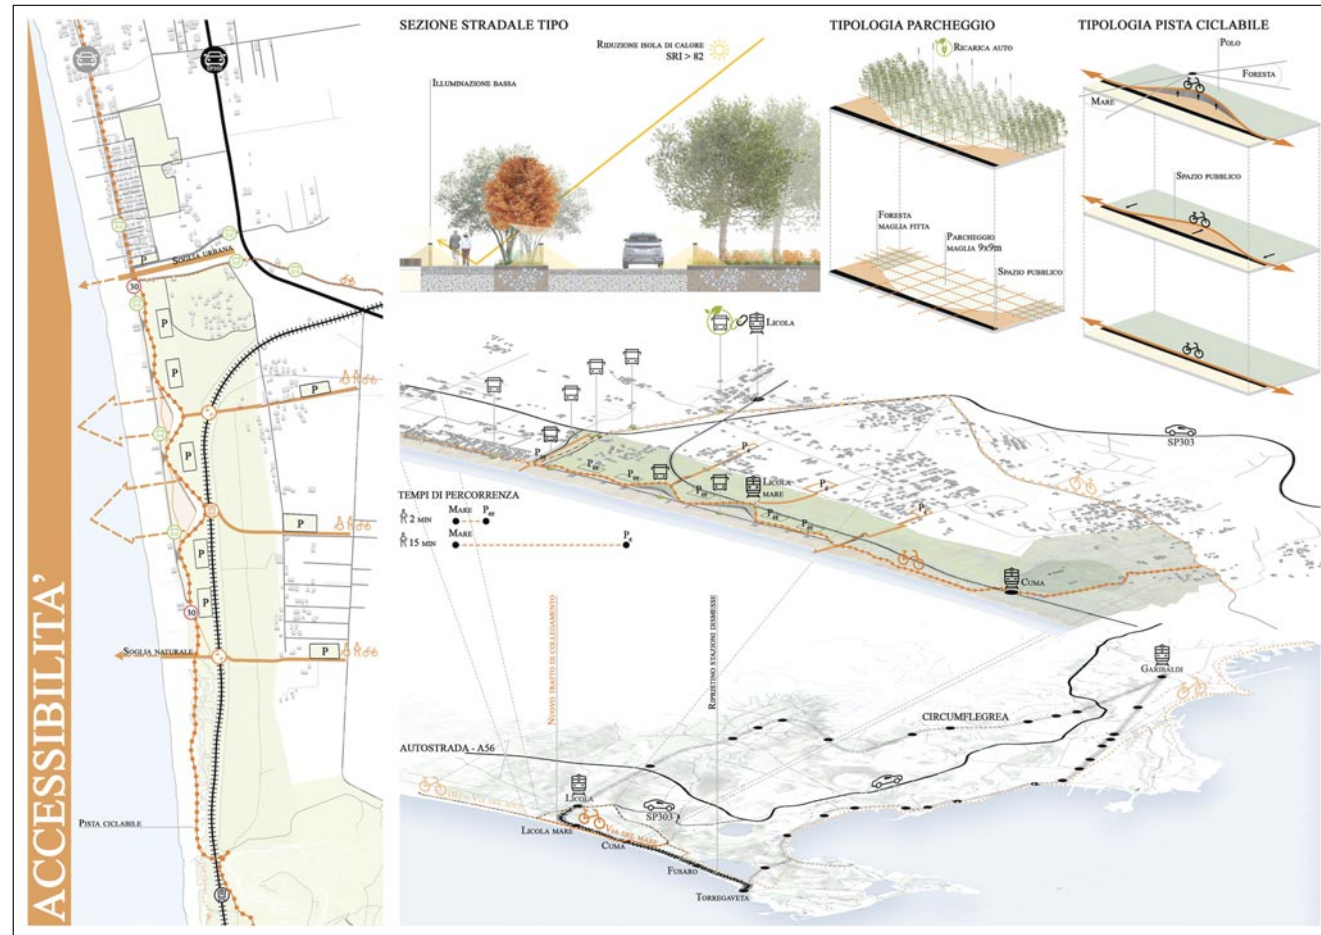 ACCESSIBILITA'
SP303
P
SOGLIA URBANA
30
P
P
P
P
P
P
P
30
SOGLIA NATURALE
P
PISTA CICLABILE
SEZIONE STRADALE TIPO
RIDUZIONE ISOLA DI CALORE
SRI > 82
ILLUMINAZIONE BASSA
TIPOLOGIA PARCHEGGIO
RICARICA AUTO
FORESTA
MAGLIA FITTA
PARCHEGGIO
MAGLIA 9X9m
SPAZIO PUBBLICO
TIPOLOGIA PISTA CICLABILE
POLO
FORESTA
MARE
SPAZIO PUBBLICO
LICOLA
SP303
LICOLA
MARE
CUMA
TEMPI DI PERCORRENZA
MARE
2 MIN
MARE
15 MIN
NUOVO TRATTO DI COLLEGAMENTO
RIPRISTINO STAZIONI DISMESSE
GARIBALDI
CIRCUMFLEGREA
AUTOSTRADA - A56
LICOLA
SP303
LICOLA MARE
VIA DEL MARE
CUMA
FUSARO
TORREGAVETA